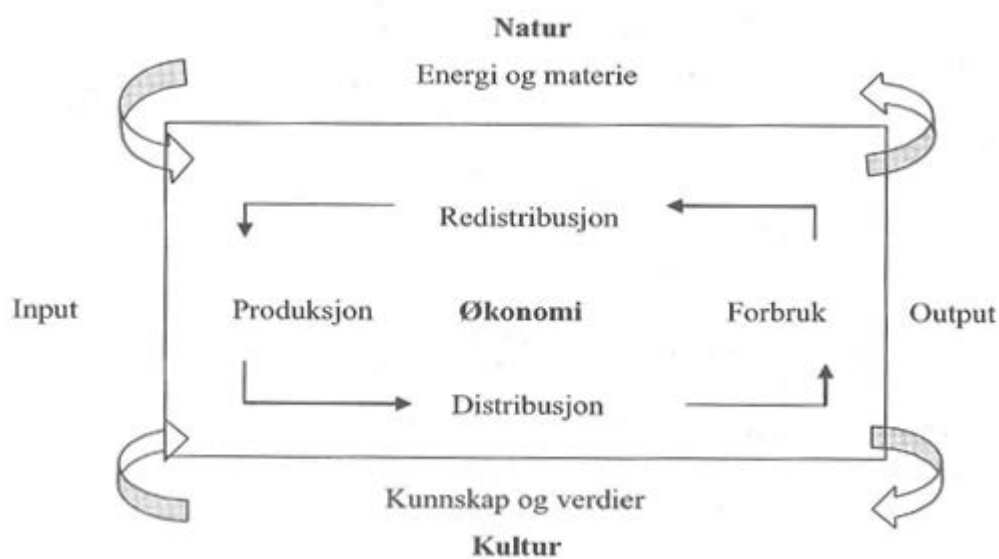 Natur
Energi og materie
Redistribusjon
Input Produksjon Økonomi Forbruk Output
Distribusjon
Kunnskap og verdier
Kultur